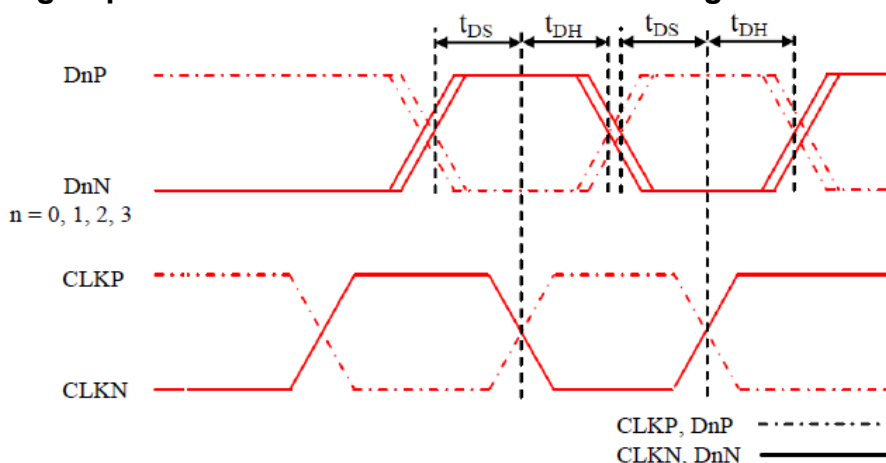 tDS tDH tDS tDH
DnP
DnN
n = 0, 1, 2, 3
CLKP
CLKN
CLKP, DnP
CLKN, DnN